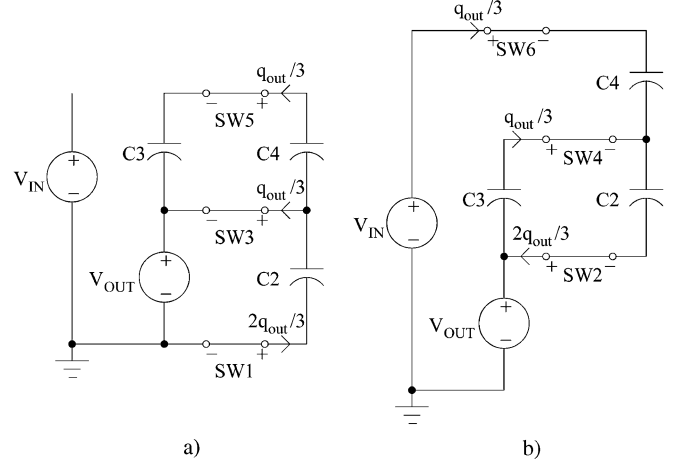 q_out/3
SW5
C3
C4
V_IN
q_out/3
SW3
V_OUT
C2
2q_out/3
SW1
a)
q_out/3
SW6
C4
q_out/3
SW4
C3
C2
V_IN
2q_out/3
SW2
V_OUT
b)